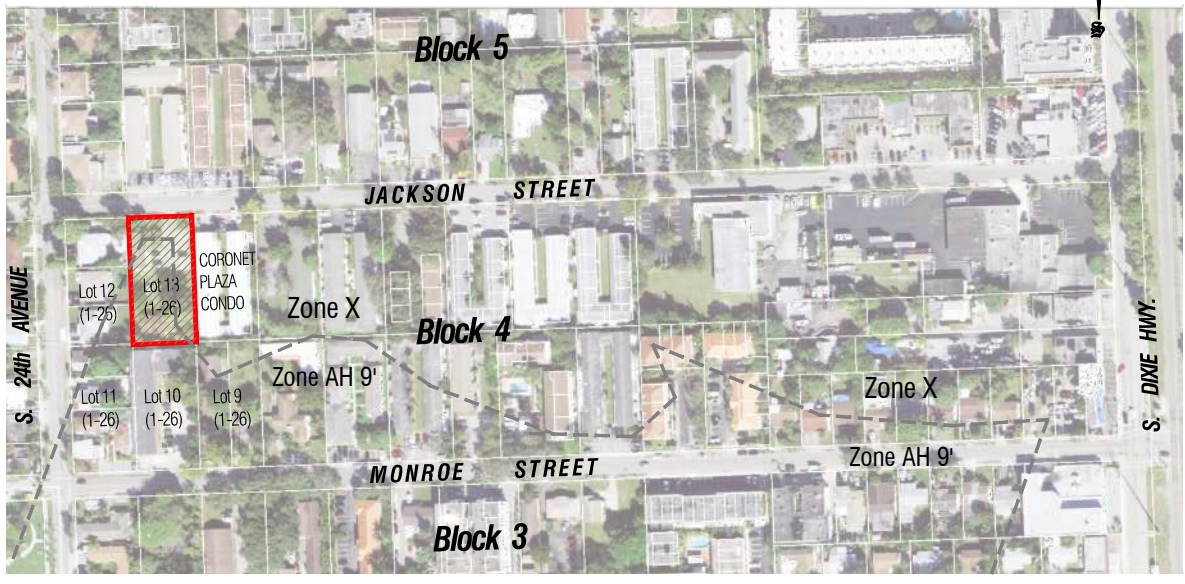 Block 5
JACKSON STREET
S. 24th AVENUE
Lot 12
(1-26)
Lot 13
(1-26)
CORONET
PLAZA
CONDO
Zone X
Block 4
Zone AH 9'
Zone X
S. DIXIE HWY.
Lot 11
(1-26)
Lot 10
(1-26)
Lot 9
(1-26)
Zone AH 9'
MONROE STREET
Block 3